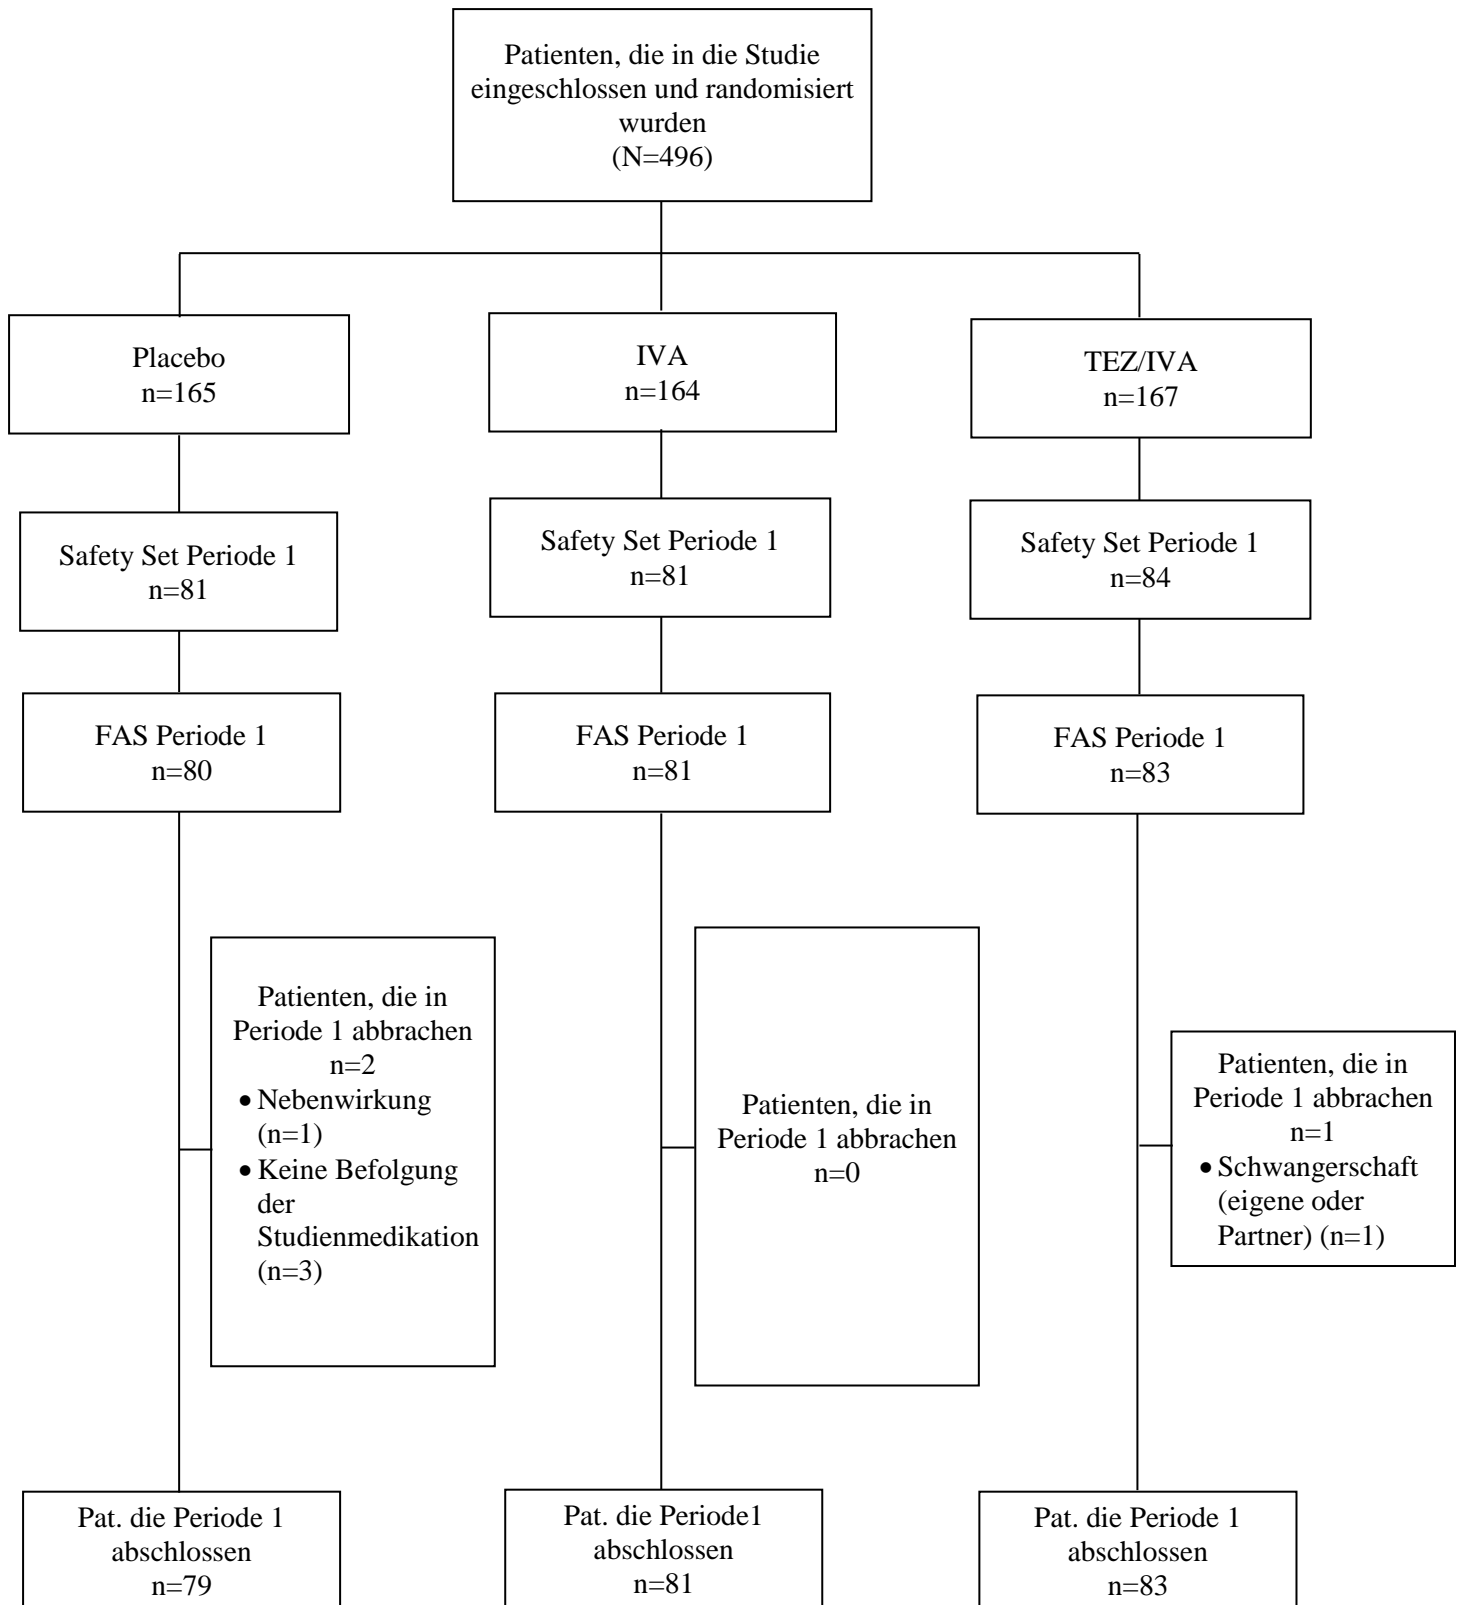 Patienten, die in die Studie
eingeschlossen und randomisiert
wurden
(N=496)
Placebo
n=165
IVA
n=164
TEZ/IVA
n=167
Safety Set Periode 1
n=81
Safety Set Periode 1
n=81
Safety Set Periode 1
n=84
FAS Periode 1
n=80
FAS Periode 1
n=81
FAS Periode 1
n=83
Patienten, die in
Periode 1 abbrachen
n=2
• Nebenwirkung
(n=1)
• Keine Befolgung
der
Studienmedikation
(n=3)
Patienten, die in
Periode 1 abbrachen
n=0
Patienten, die in
Periode 1 abbrachen
n=1
• Schwangerschaft
(eigene oder
Partner) (n=1)
Pat. die Periode 1
abschlossen
n=79
Pat. die Periode1
abschlossen
n=81
Pat. die Periode 1
abschlossen
n=83